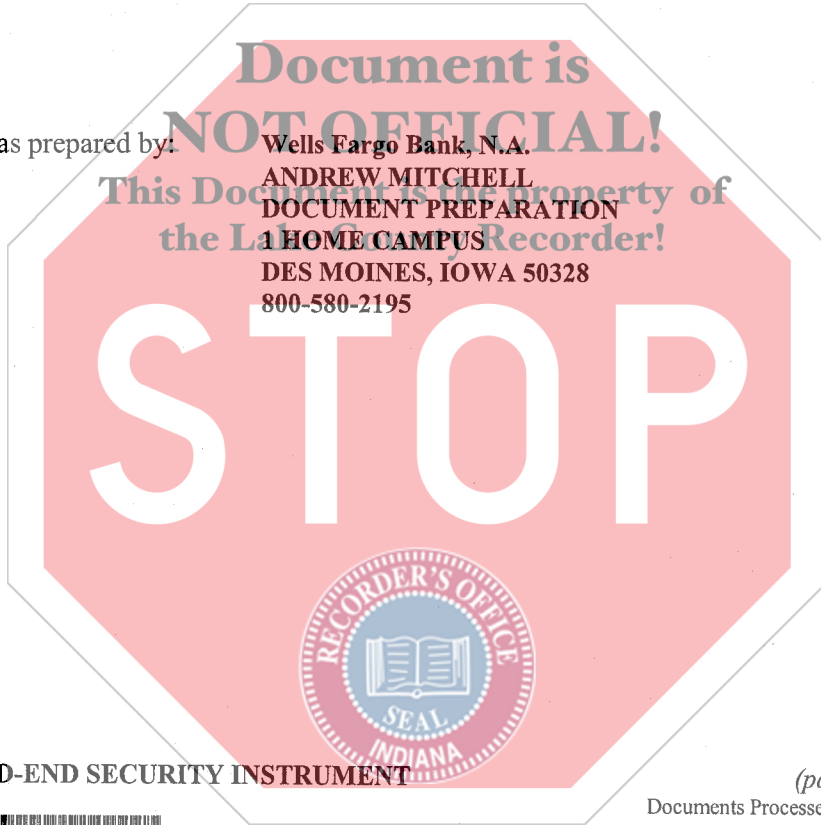 Document is
NOT OFFICIAL!
This Document is the property of
the Lake County Recorder!
as prepared by: Wells Fargo Bank, N.A.
ANDREW MITCHELL
DOCUMENT PREPARATION
1 HOME CAMPUS
DES MOINES, IOWA 50328
800-580-2195
STOP
RECORDER'S OFFICE
SEAL
INDIANA
D-END SECURITY INSTRUMENT
(pa
Documents Processe